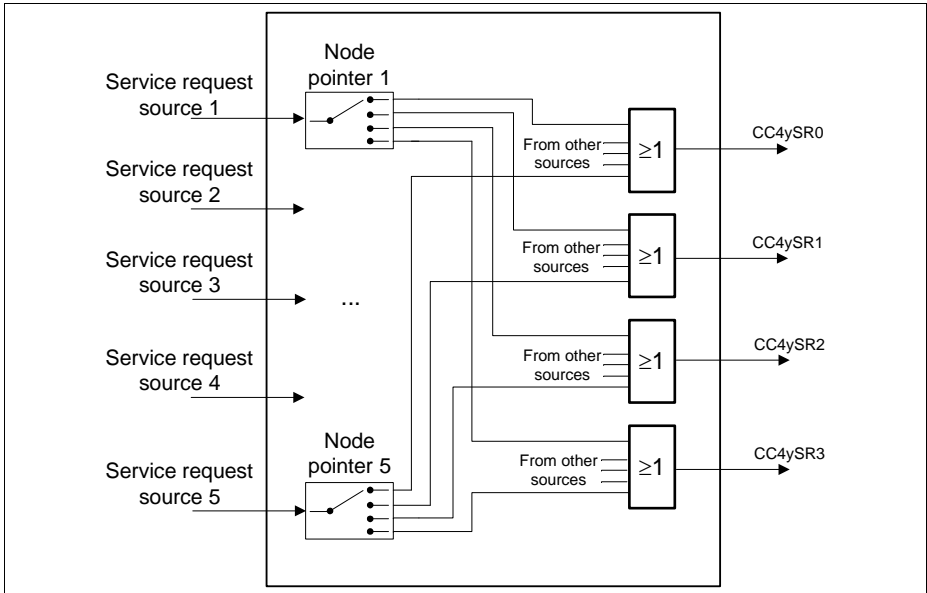 Node
pointer 1
Service request
source 1
From other
sources
≥1
CC4ySR0
Service request
source 2
From other
sources
≥1
CC4ySR1
Service request
source 3
...
From other
sources
≥1
CC4ySR2
Service request
source 4
Node
pointer 5
From other
sources
≥1
CC4ySR3
Service request
source 5